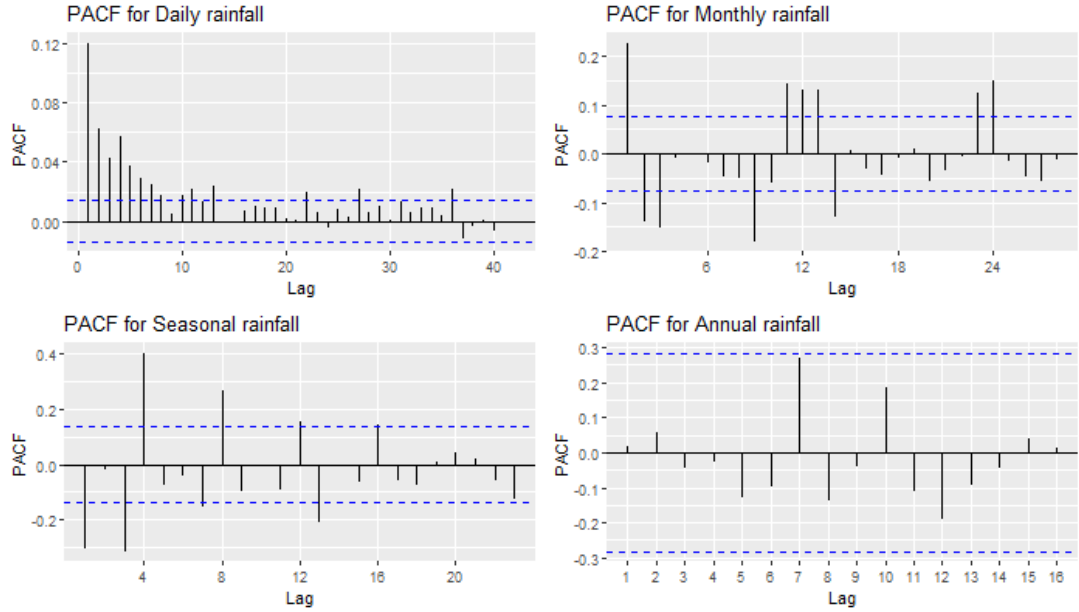 PACF for Daily rainfall
0.12
0.08
0.04
0.00
PACF
0
10
20
30
40
Lag
PACF for Monthly rainfall
0.2
0.1
0.0
-0.1
-0.2
PACF
6
12
18
24
Lag
PACF for Seasonal rainfall
0.4
0.2
0.0
-0.2
PACF
4
8
12
16
20
Lag
PACF for Annual rainfall
0.3
0.2
0.1
0.0
-0.1
-0.2
-0.3
PACF
1 2 3 4 5 6 7 8 9 10 11 12 13 14 15 16
Lag